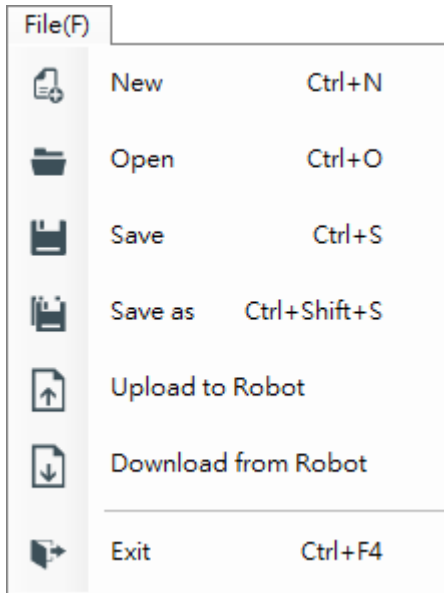 File(F)
New Ctrl+N
Open Ctrl+O
Save Ctrl+S
Save as Ctrl+Shift+S
Upload to Robot
Download from Robot
Exit Ctrl+F4